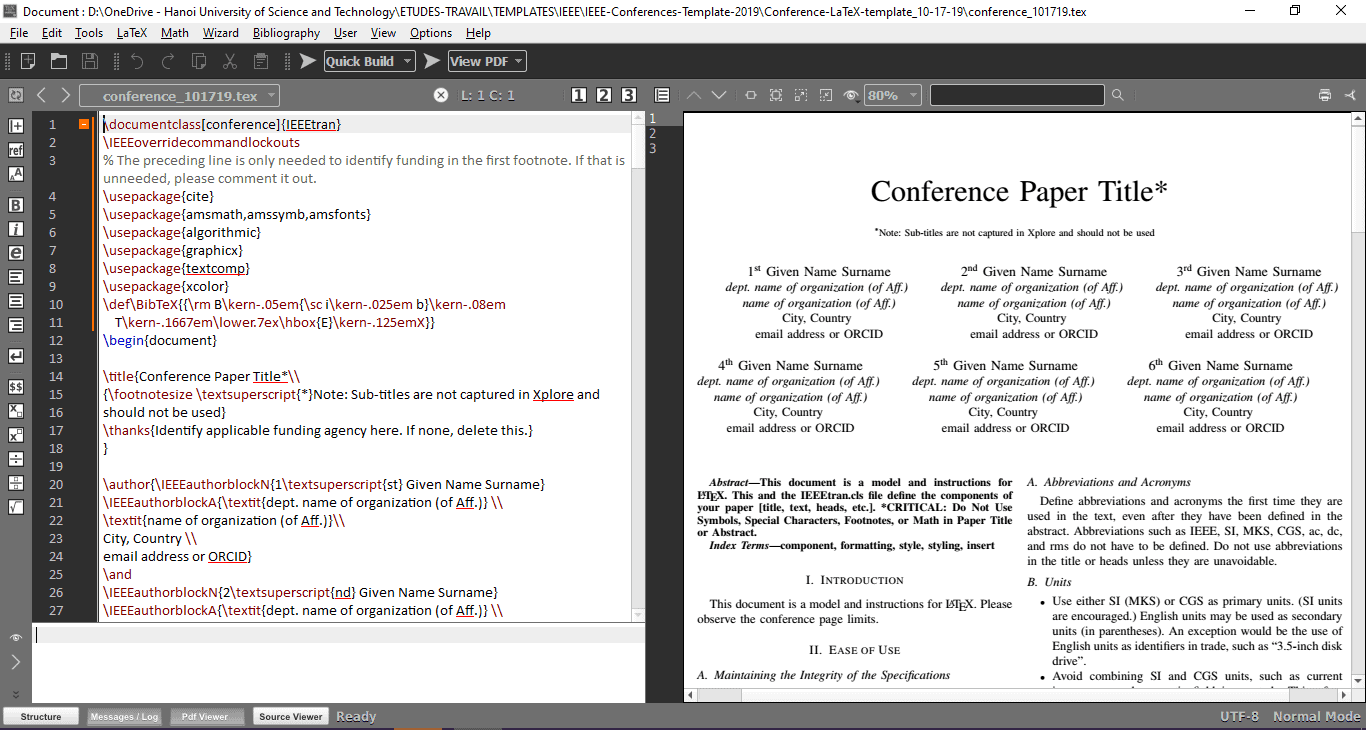 Document : D:\OneDrive - Hanoi University of Science and Technology\ETUDES-TRAVAIL\TEMPLATES\IEEE\IEEE-Conferences-Template-2019\Conference-LaTeX-template_10-17-19\conference_101719.tex
File Edit Tools LaTeX Math Wizard Bibliography User View Options Help
Quick Build View PDF
conference_101719.tex L: 1 C: 1 1 2 3 80%
ref
A A
B
i
e
$$
1 \documentclass[conference]{IEEEtran}
2 \IEEEoverridecommandlockouts
3 % The preceding line is only needed to identify funding in the first footnote. If that is
unneeded, please comment it out.
4 \usepackage{cite}
5 \usepackage{amsmath,amssymb,amsfonts}
6 \usepackage{algorithmic}
7 \usepackage{graphicx}
8 \usepackage{textcomp}
9 \usepackage{xcolor}
10 \def\BibTeX{{\rm B\kern-.05em{\sc i\kern-.025em b}\kern-.08em
11 T\kern-.1667em\lower.7ex\hbox{E}\kern-.125emX}}
12 \begin{document}
13
14 \title{Conference Paper Title*\\
15 {\footnotesize \textsuperscript{*}Note: Sub-titles are not captured in Xplore and
16 should not be used}
17 \thanks{Identify applicable funding agency here. If none, delete this.}
18 }
19
20 \author{\IEEEauthorblockN{1\textsuperscript{st} Given Name Surname}
21 \IEEEauthorblockA{\textit{dept. name of organization (of Aff.)} \\
22 \textit{name of organization (of Aff.)}\\
23 City, Country \\
24 email address or ORCID}
25 \and
26 \IEEEauthorblockN{2\textsuperscript{nd} Given Name Surname}
27 \IEEEauthorblockA{\textit{dept. name of organization (of Aff.)} \\
1
2
3
Conference Paper Title*
*Note: Sub-titles are not captured in Xplore and should not be used
1st Given Name Surname
dept. name of organization (of Aff.)
name of organization (of Aff.)
City, Country
email address or ORCID
2nd Given Name Surname
dept. name of organization (of Aff.)
name of organization (of Aff.)
City, Country
email address or ORCID
3rd Given Name Surname
dept. name of organization (of Aff.)
name of organization (of Aff.)
City, Country
email address or ORCID
4th Given Name Surname
dept. name of organization (of Aff.)
name of organization (of Aff.)
City, Country
email address or ORCID
5th Given Name Surname
dept. name of organization (of Aff.)
name of organization (of Aff.)
City, Country
email address or ORCID
6th Given Name Surname
dept. name of organization (of Aff.)
name of organization (of Aff.)
City, Country
email address or ORCID
Abstract—This document is a model and instructions for
LATEX. This and the IEEEtran.cls file define the components of
your paper [title, text, heads, etc.]. *CRITICAL: Do Not Use
Symbols, Special Characters, Footnotes, or Math in Paper Title
or Abstract.
Index Terms—component, formatting, style, styling, insert
I. INTRODUCTION
This document is a model and instructions for LATEX. Please
observe the conference page limits.
II. EASE OF USE
A. Maintaining the Integrity of the Specifications
A. Abbreviations and Acronyms
Define abbreviations and acronyms the first time they are
used in the text, even after they have been defined in the
abstract. Abbreviations such as IEEE, SI, MKS, CGS, ac, dc,
and rms do not have to be defined. Do not use abbreviations
in the title or heads unless they are unavoidable.
B. Units
• Use either SI (MKS) or CGS as primary units. (SI units
are encouraged.) English units may be used as secondary
units (in parentheses). An exception would be the use of
English units as identifiers in trade, such as “3.5-inch disk
drive”.
• Avoid combining SI and CGS units, such as current
Structure Messages / Log Pdf Viewer Source Viewer Ready UTF-8 Normal Mode